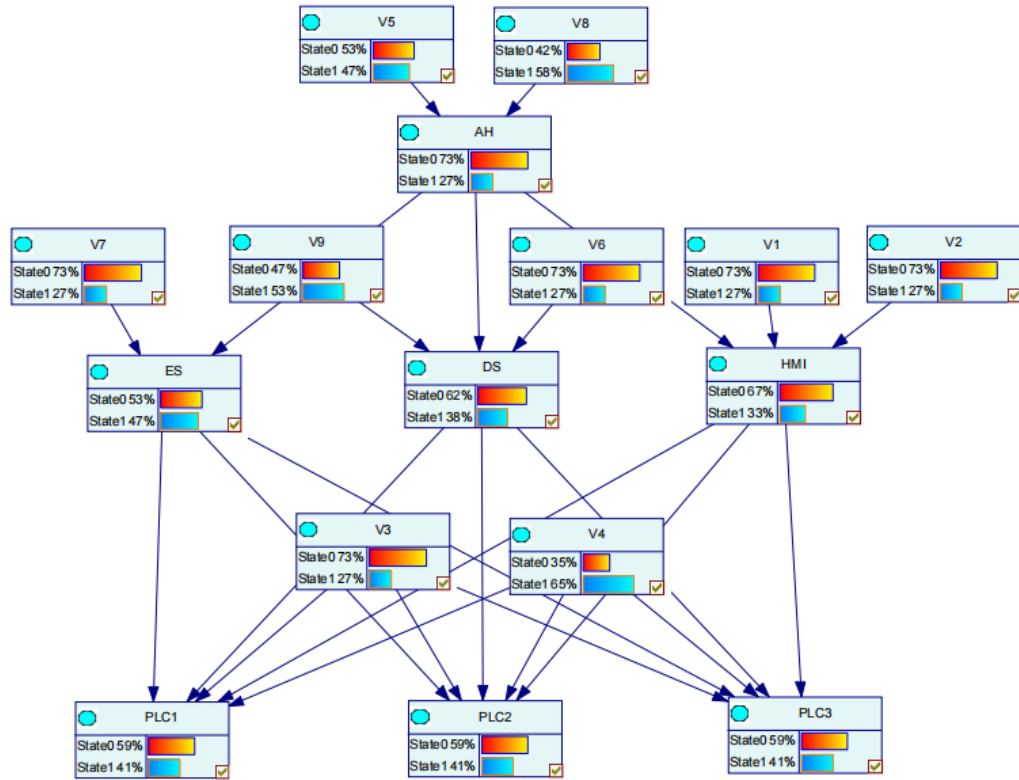 V5
State0 53%
State1 47%
V8
State0 42%
State1 58%
AH
State0 73%
State1 27%
V7
State0 73%
State1 27%
V9
State0 47%
State1 53%
V6
State0 73%
State1 27%
V1
State0 73%
State1 27%
V2
State0 73%
State1 27%
ES
State0 53%
State1 47%
DS
State0 62%
State1 38%
HMI
State0 67%
State1 33%
V3
State0 73%
State1 27%
V4
State0 35%
State1 65%
PLC1
State0 59%
State1 41%
PLC2
State0 59%
State1 41%
PLC3
State0 59%
State1 41%